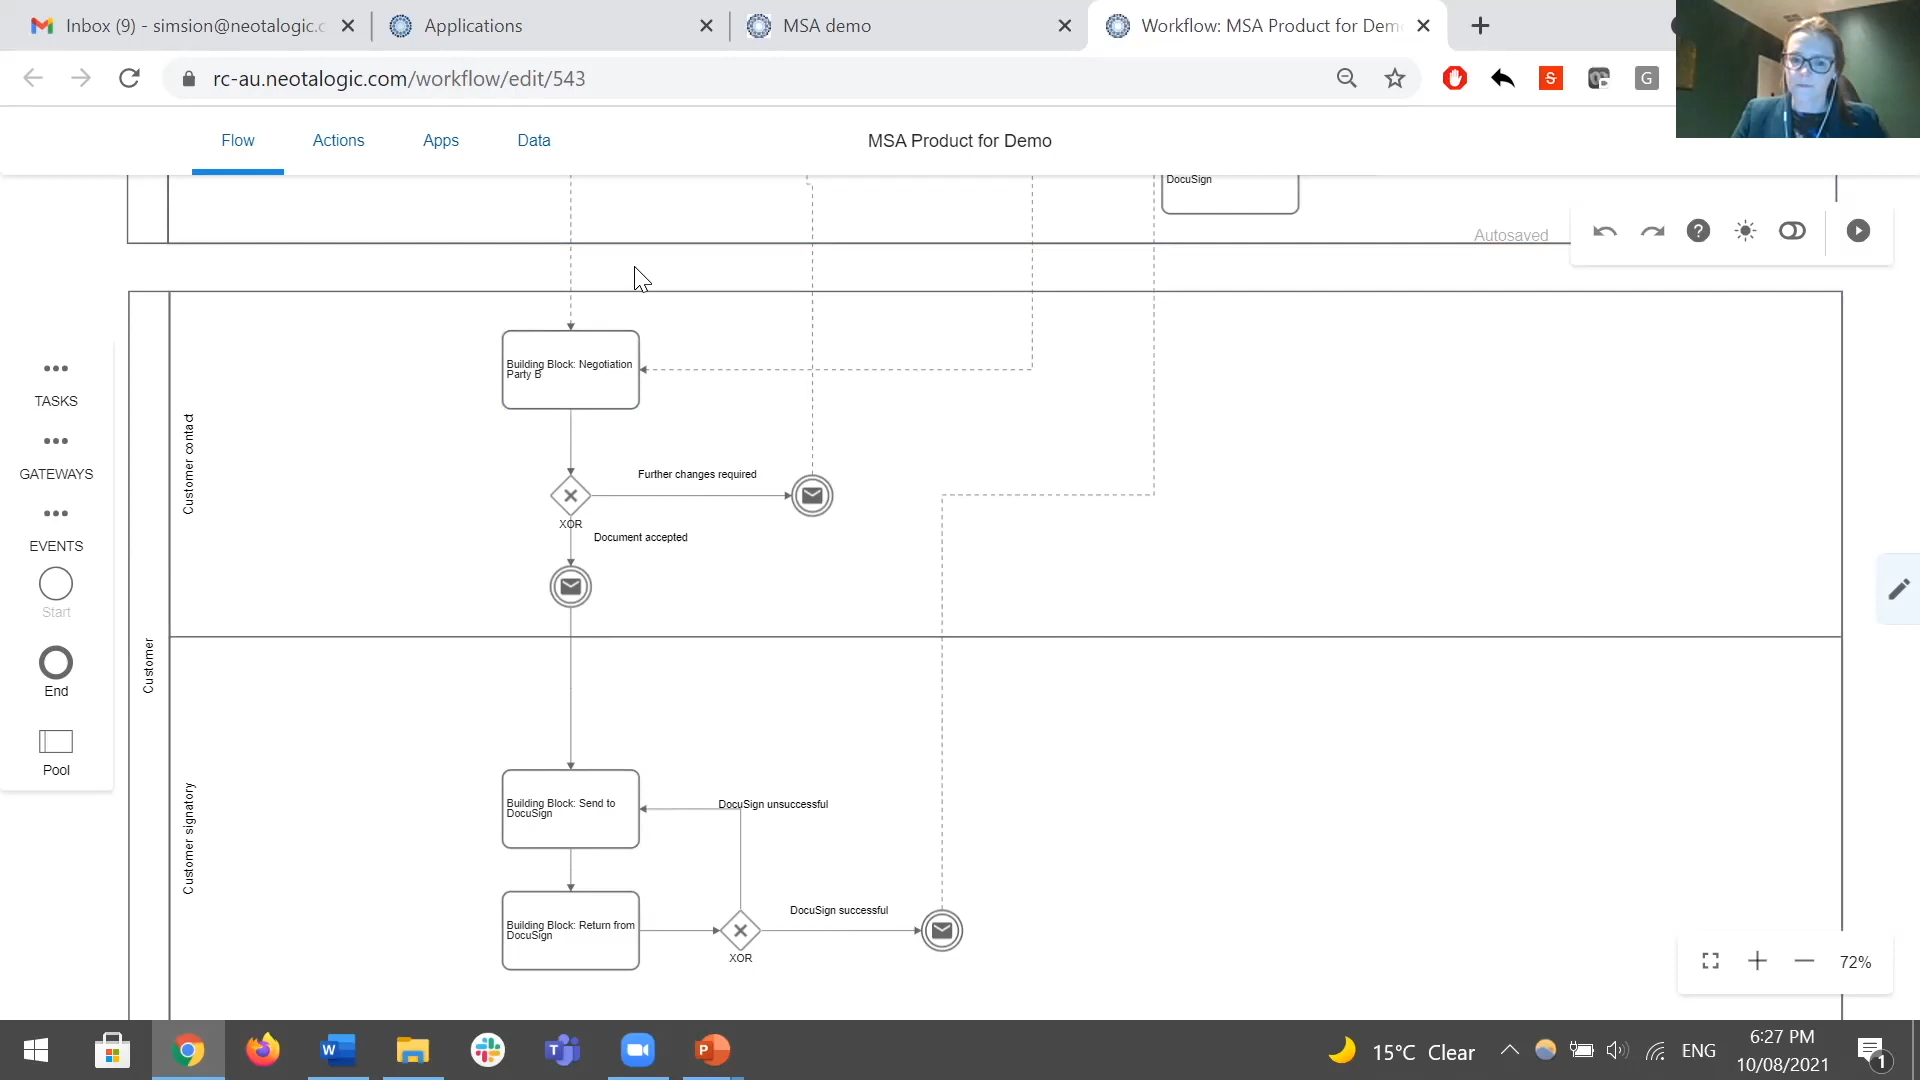 Inbox (9) - simsion@neotalogic.c
Applications
MSA demo
Workflow: MSA Product for Dem
rc-au.neotalogic.com/workflow/edit/543
S
G
Flow
Actions
Apps
Data
MSA Product for Demo
DocuSign
Autosaved
TASKS
GATEWAYS
EVENTS
Start
End
Pool
Customer
Customer contact
Building Block: Negotiation
Party B
Further changes required
XOR
Document accepted
Customer signatory
Building Block: Send to
DocuSign
DocuSign unsuccessful
Building Block: Return from
DocuSign
DocuSign successful
XOR
72%
15°C Clear
ENG
6:27 PM
10/08/2021
1